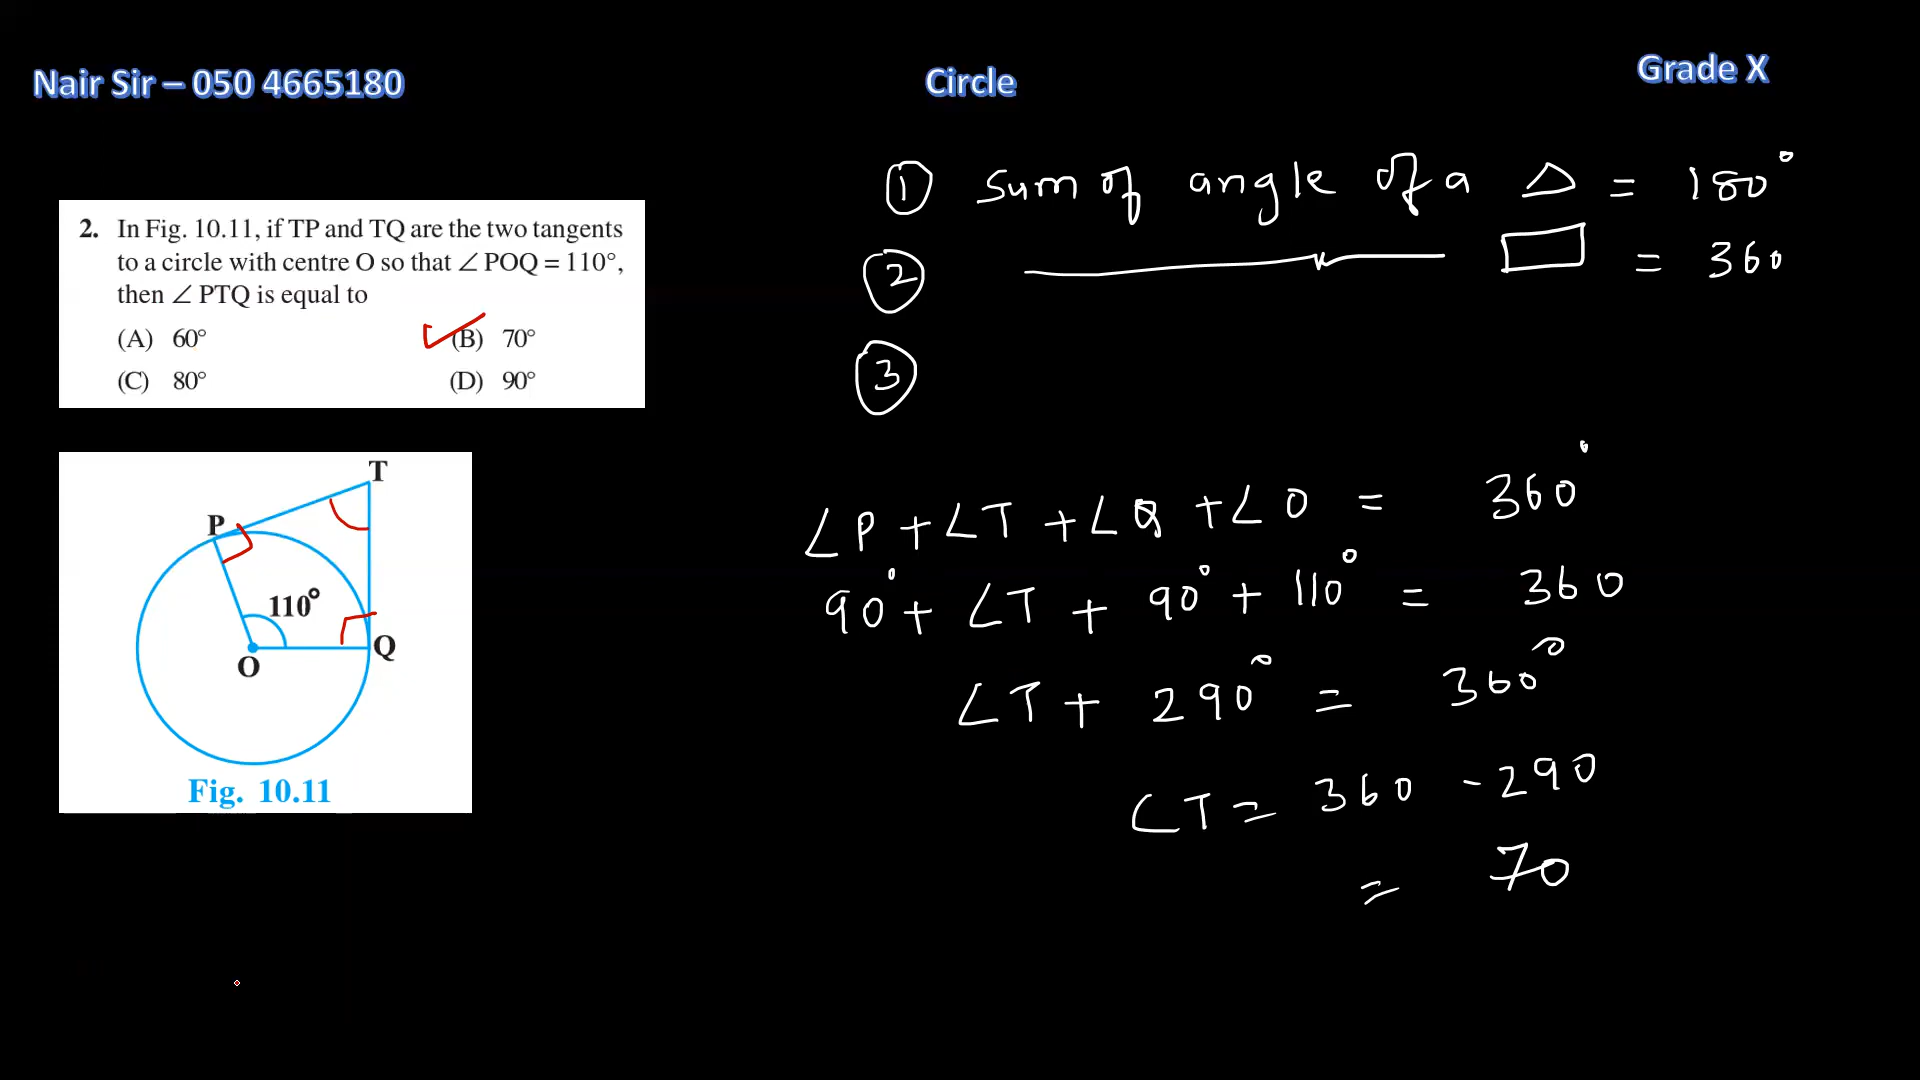 Nair Sir – 050 4665180
Circle
Grade X
2. In Fig. 10.11, if TP and TQ are the two tangents
to a circle with centre O so that ∠ POQ = 110°,
then ∠ PTQ is equal to
(A) 60° (B) 70°
(C) 80° (D) 90°
T
P
110°
O
Q
Fig. 10.11
① Sum of angle of a △ = 180°
② ▭ = 360
③
∠P + ∠T + ∠Q + ∠O = 360°
90° + ∠T + 90° + 110° = 360
∠T + 290° = 360°
∠T = 360 - 290
= 70